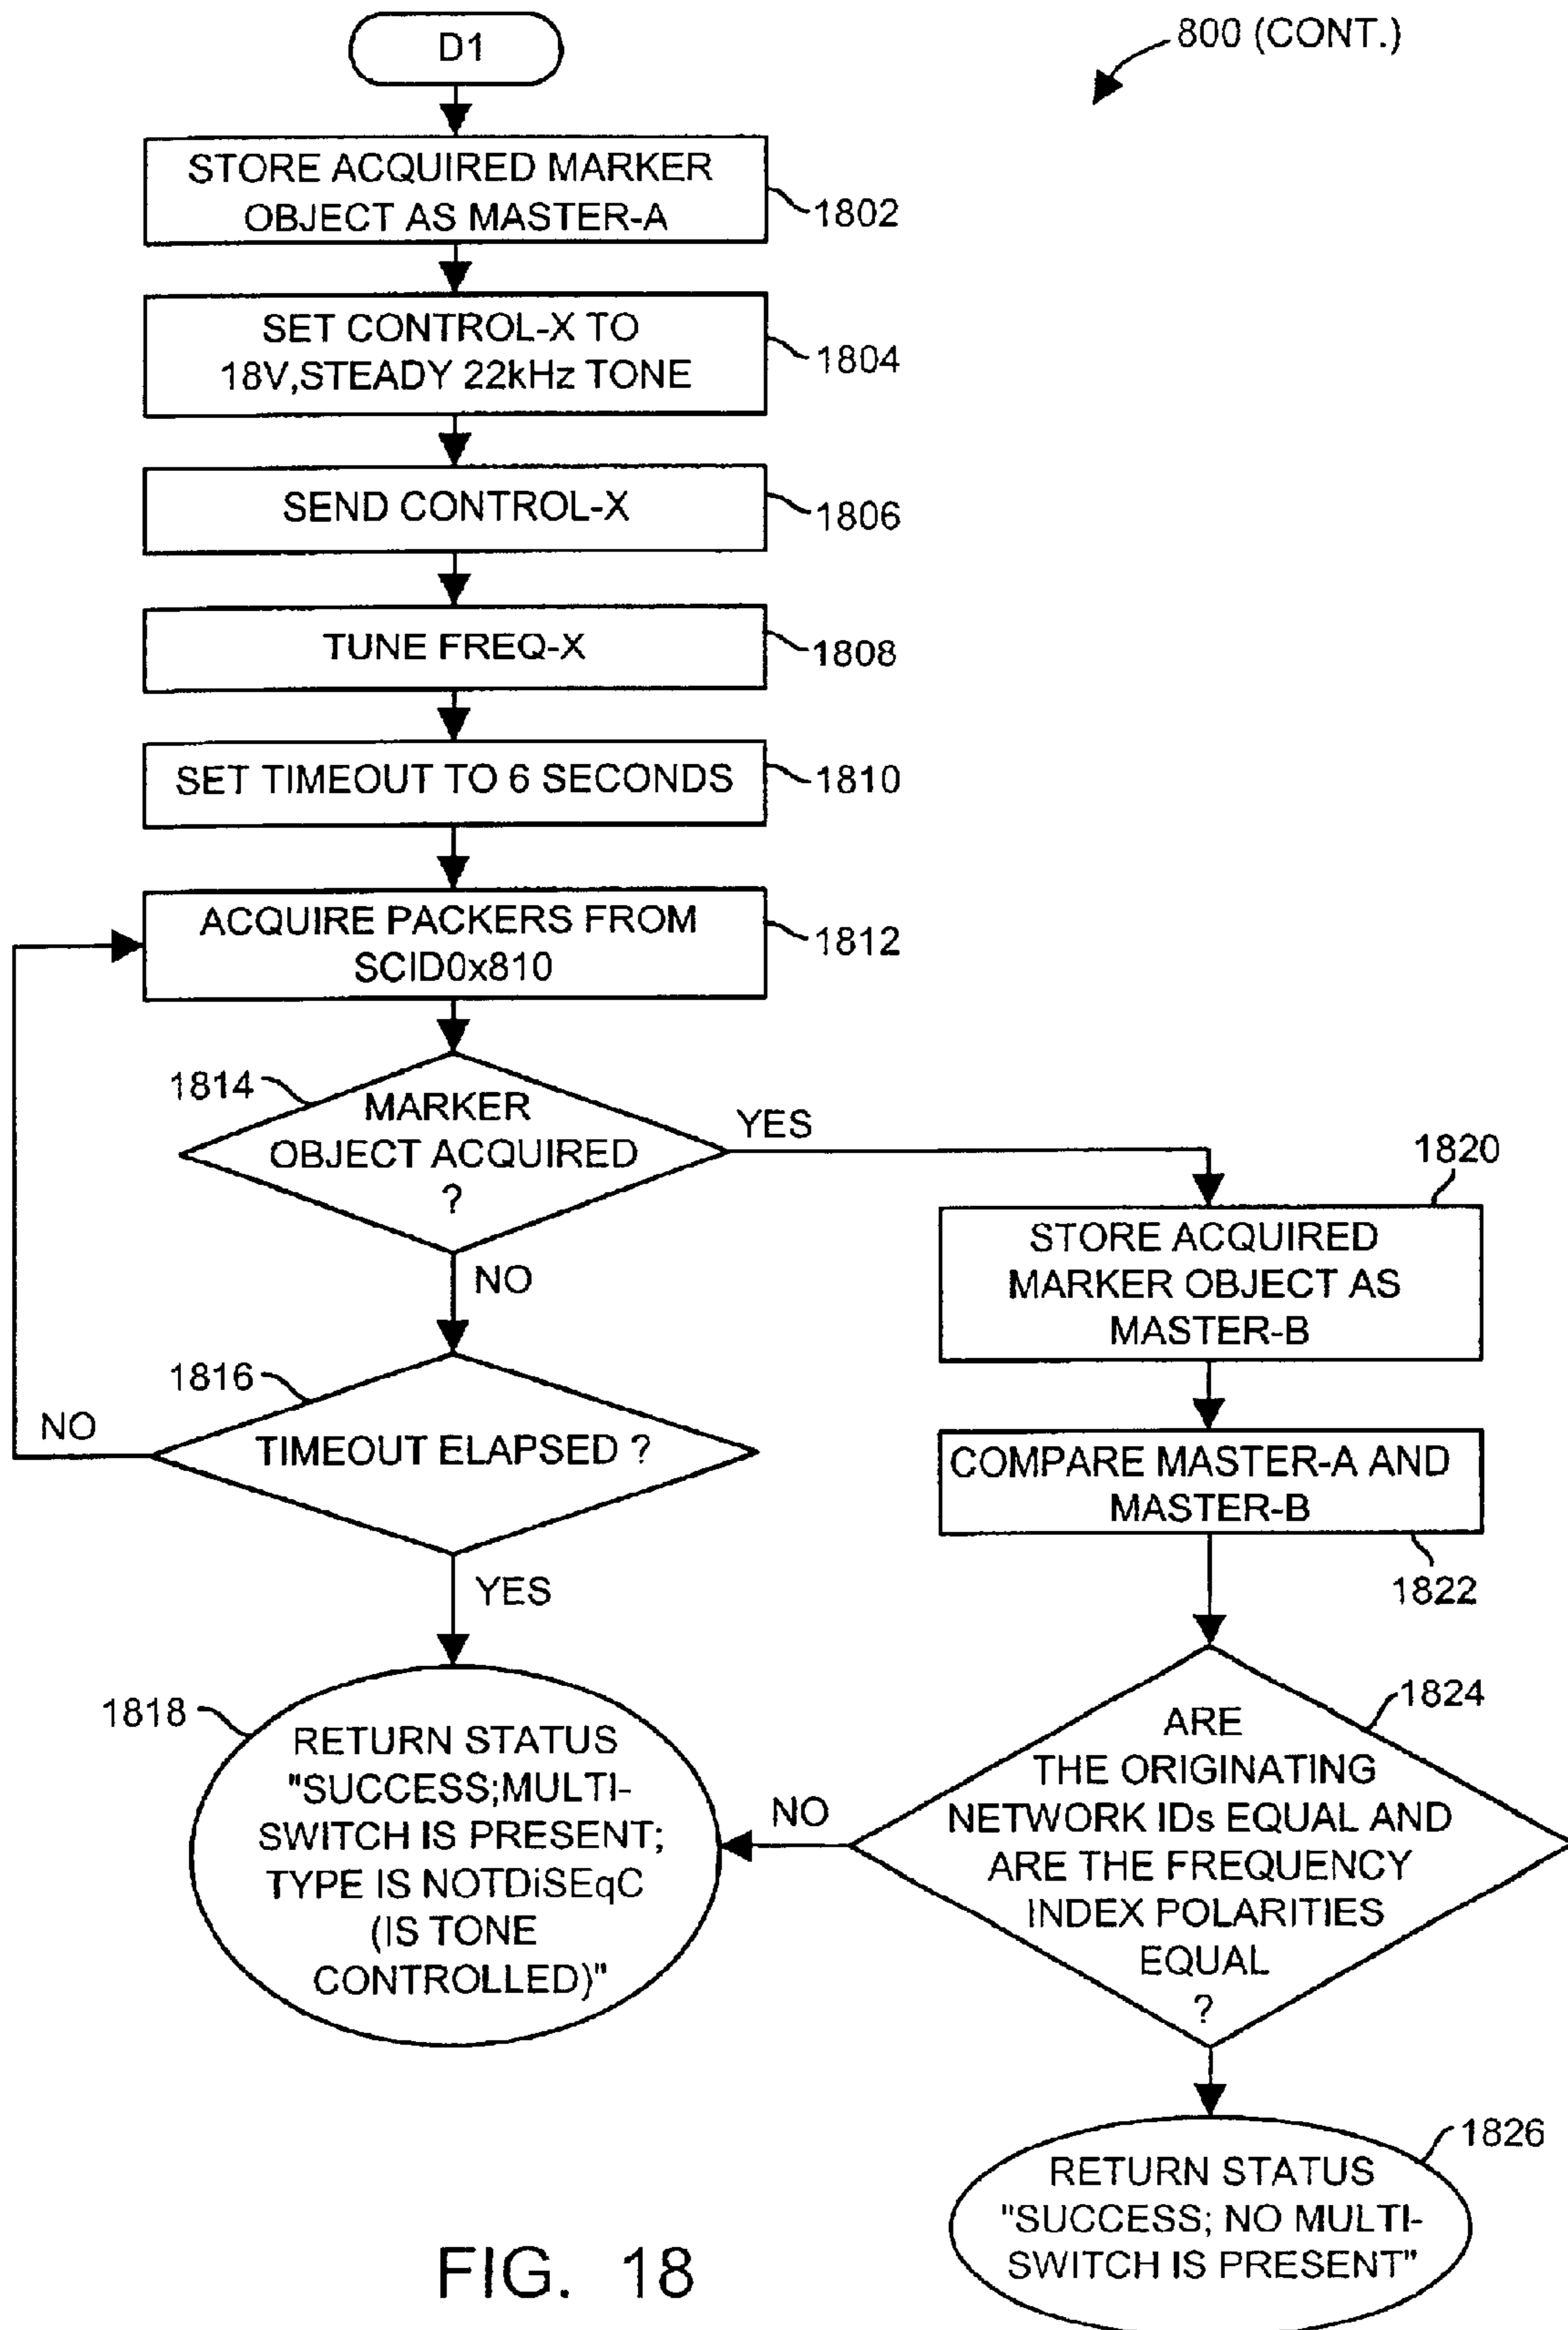 D1
800 (CONT.)
STORE ACQUIRED MARKER
OBJECT AS MASTER-A
1802
SET CONTROL-X TO
18V,STEADY 22kHz TONE
1804
SEND CONTROL-X
1806
TUNE FREQ-X
1808
SET TIMEOUT TO 6 SECONDS
1810
ACQUIRE PACKERS FROM
SCID0x810
1812
1814
MARKER
OBJECT ACQUIRED
?
YES
NO
1816
TIMEOUT ELAPSED ?
NO
YES
1818
RETURN STATUS
"SUCCESS;MULTI-
SWITCH IS PRESENT;
TYPE IS NOTDiSEqC
(IS TONE
CONTROLLED)"
1820
STORE ACQUIRED
MARKER OBJECT AS
MASTER-B
COMPARE MASTER-A AND
MASTER-B
1822
1824
ARE
THE ORIGINATING
NETWORK IDs EQUAL AND
ARE THE FREQUENCY
INDEX POLARITIES
EQUAL
?
NO
1826
RETURN STATUS
"SUCCESS; NO MULTI-
SWITCH IS PRESENT"
FIG. 18